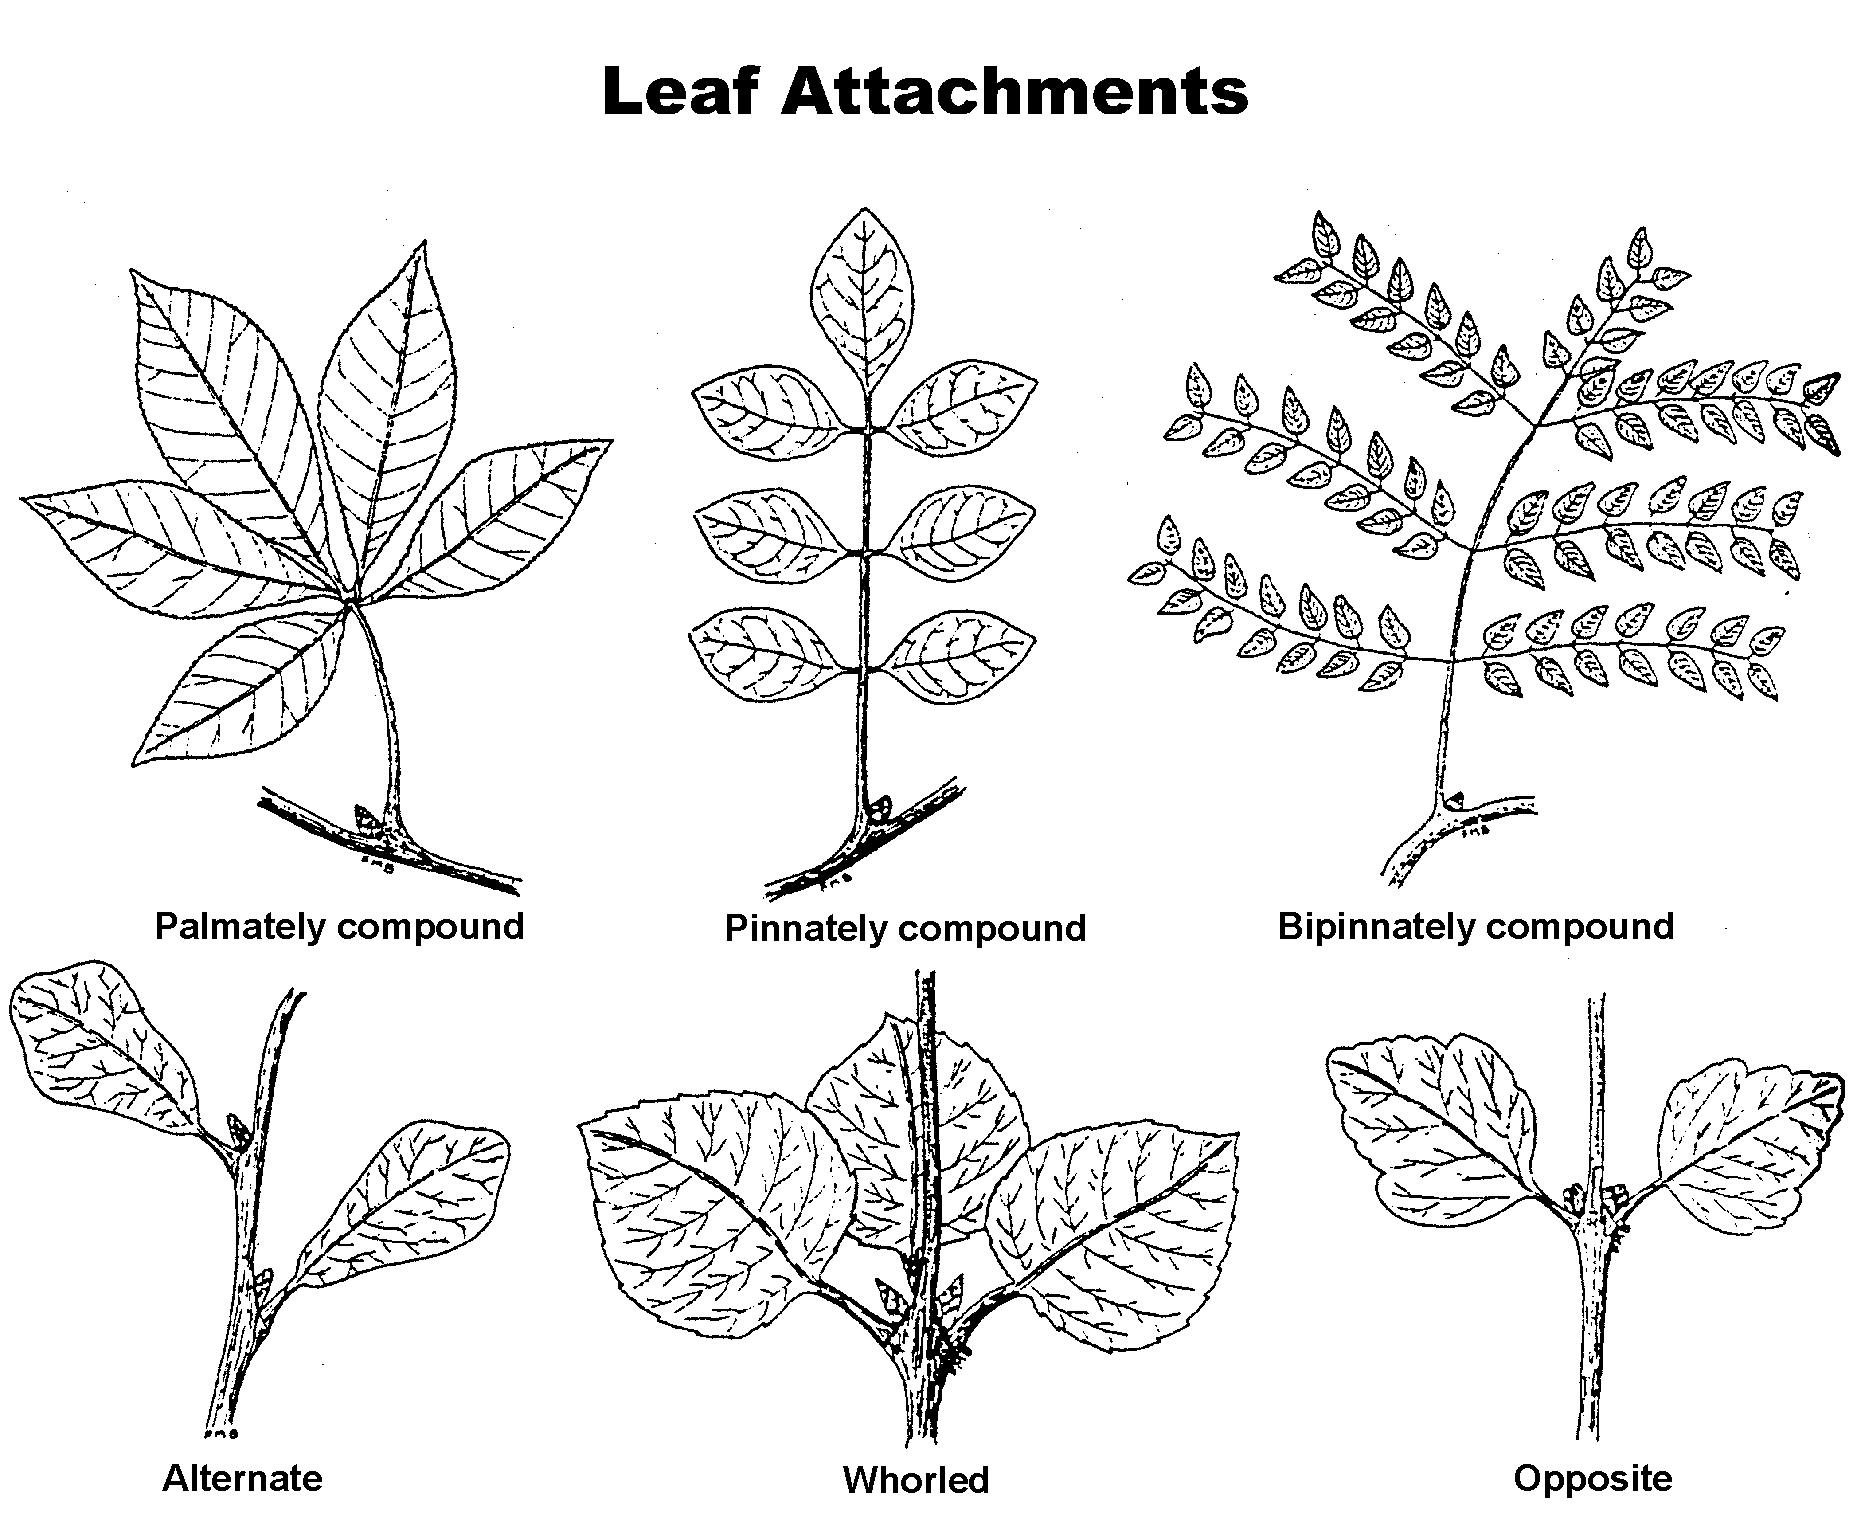 Leaf Attachments
Palmately compound
Pinnately compound
Bipinnately compound
Alternate
Whorled
Opposite